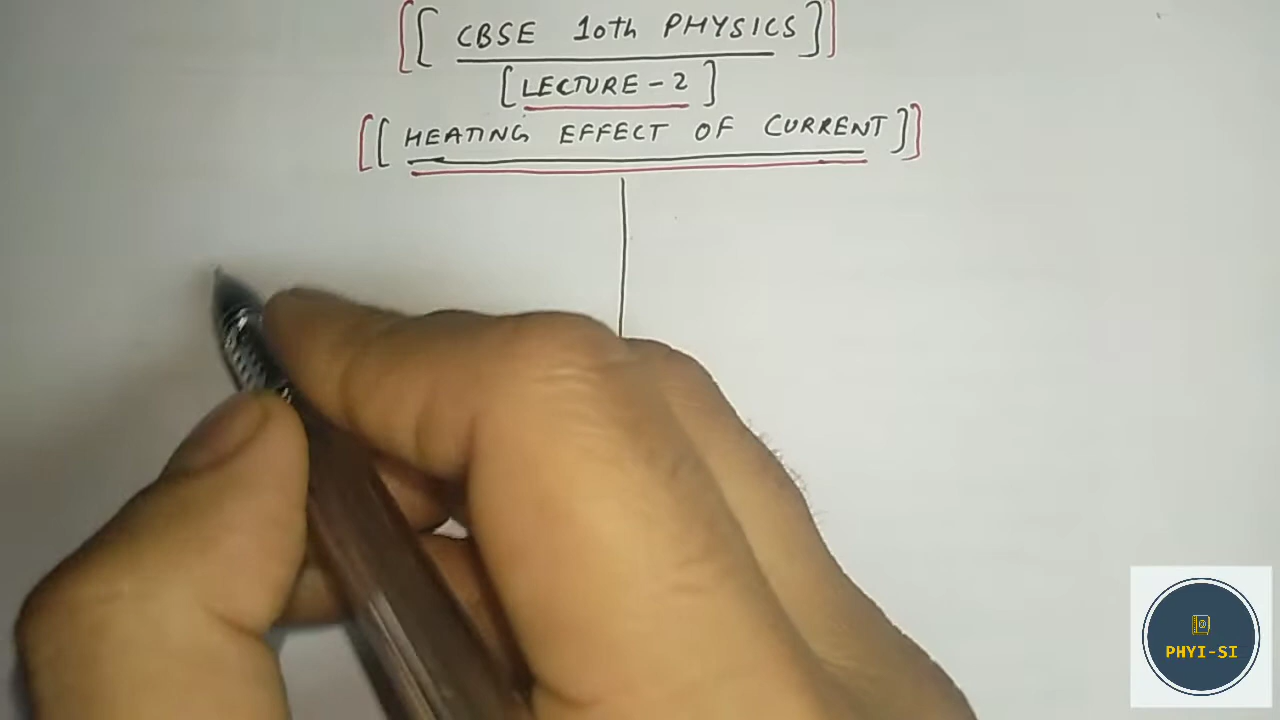 [[ CBSE 10th PHYSICS ]]
[ LECTURE - 2 ]
[[ HEATING EFFECT OF CURRENT ]]
PHYI-SI